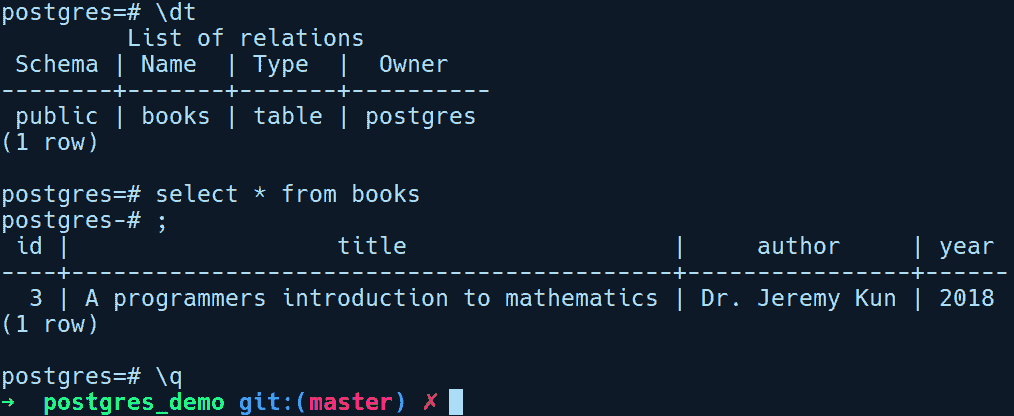 postgres=# \dt
         List of relations
 Schema | Name  | Type  |  Owner
--------+-------+-------+----------
 public | books | table | postgres
(1 row)

postgres=# select * from books
postgres-# ;
 id |                   title                   |     author     | year
----+-------------------------------------------+----------------+------
  3 | A programmers introduction to mathematics | Dr. Jeremy Kun | 2018
(1 row)

postgres=# \q
→  postgres_demo git:(master) ✗